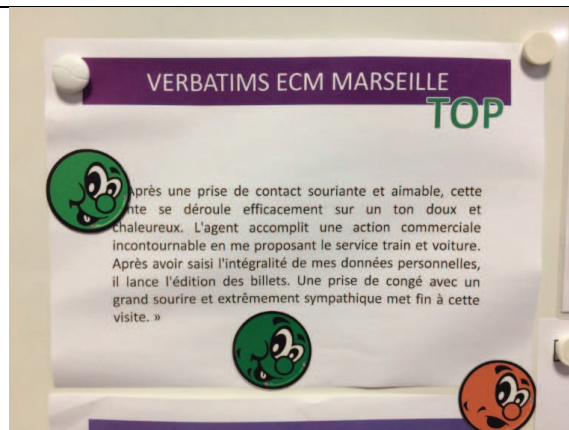 VERBATIMS ECM MARSEILLE
TOP
Après une prise de contact souriante et aimable, cette
se déroule efficacement sur un ton doux et
chaleureux. L'agent accomplit une action commerciale
incontournable en me proposant le service train et voiture.
Après avoir saisi l'intégralité de mes données personnelles,
il lance l'édition des billets. Une prise de congé avec un
grand sourire et extrêmement sympathique met fin à cette
visite. »